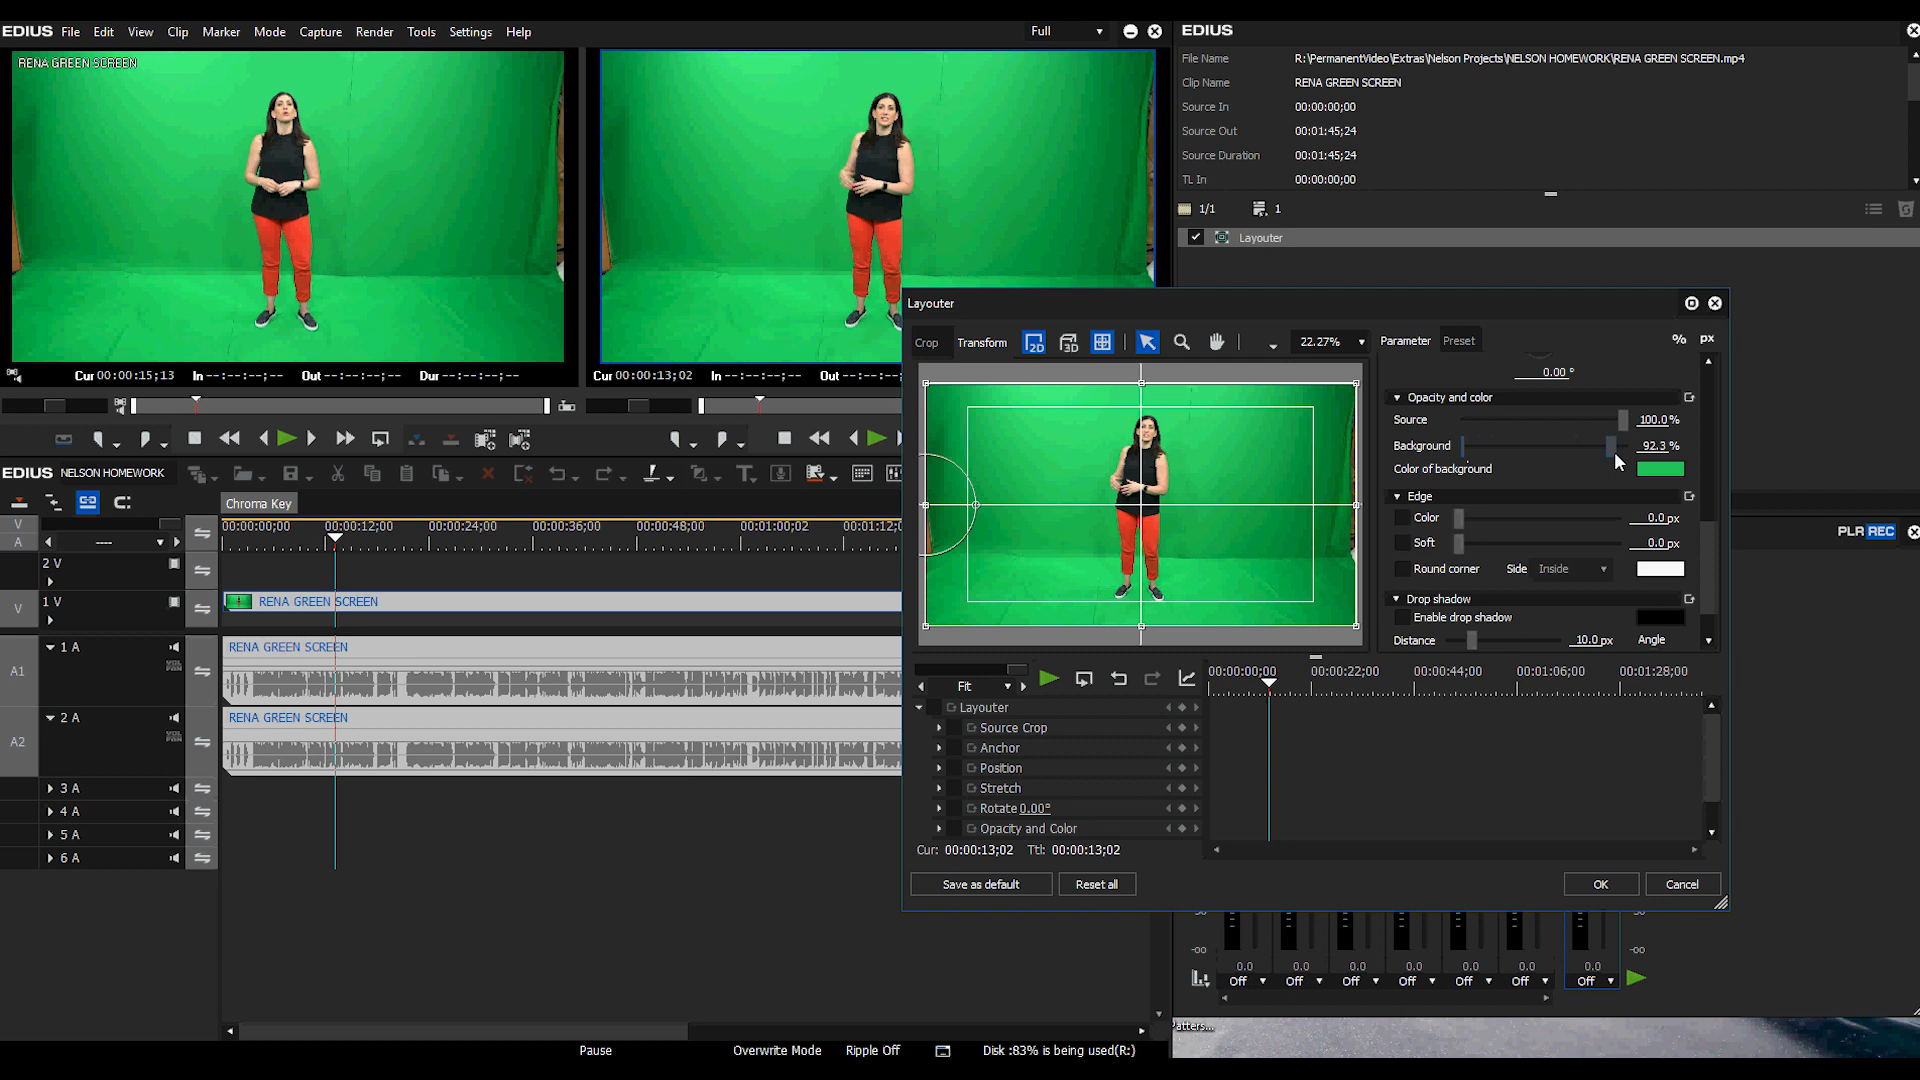 EDIUS File Edit View Clip Marker Mode Capture Render Tools Settings Help Full
RENA GREEN SCREEN
Cur 00:00:15;13 In --:--:--;-- Out --:--:--;-- Dur --:--:--;--
Cur 00:00:13;02 In --:--:--;-- Out
EDIUS
File Name R:\PermanentVideo\Extras\Nelson Projects\NELSON HOMEWORK\RENA GREEN SCREEN.mp4
Clip Name RENA GREEN SCREEN
Source In 00:00:00;00
Source Out 00:01:45;24
Source Duration 00:01:45;24
TL In 00:00:00;00
1/1 1
Layouter
EDIUS NELSON HOMEWORK
Chroma Key
00:00:00;00 00:00:12;00 00:00:24;00 00:00:36;00 00:00:48;00 00:01:00;02 00:01:12;0
V
A ----
2 V
V 1 V RENA GREEN SCREEN
A1 1 A VOL PAN RENA GREEN SCREEN
A2 2 A VOL PAN RENA GREEN SCREEN
3 A
4 A
5 A
6 A
Layouter
Crop Transform 2D 3D 22.27% Parameter Preset % px
0.00 °
Opacity and color
Source 100.0 %
Background 92.3 %
Color of background
Edge
Color 0.0 px
Soft 0.0 px
Round corner Side Inside
Drop shadow
Enable drop shadow
Distance 10.0 px Angle
Fit
00:00:00;00 00:00:22;00 00:00:44;00 00:01:06;00 00:01:28;00
Layouter
Source Crop
Anchor
Position
Stretch
Rotate 0.00°
Opacity and Color
Cur: 00:00:13;02 Ttl: 00:00:13;02
Save as default Reset all OK Cancel
PLR REC
-oo -oo
0.0 0.0 0.0 0.0 0.0 0.0 0.0
Off Off Off Off Off Off Off
atters...
Pause Overwrite Mode Ripple Off Disk :83% is being used(R:)